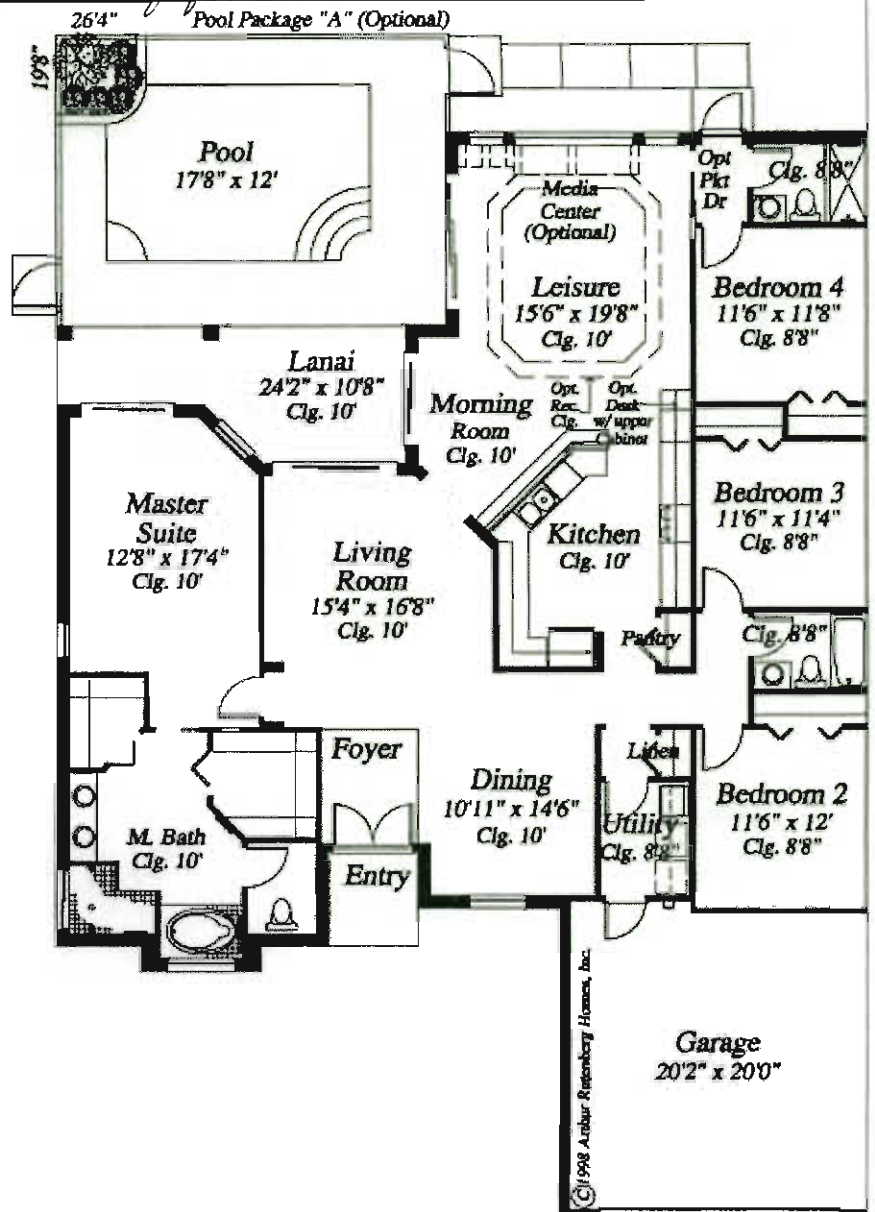 26'4"
Pool Package "A" (Optional)
19'8"
Pool
17'8" x 12'
Opt
Pkt
Dr
Clg. 8'8"
Media
Center
(Optional)
Leisure
15'6" x 19'8"
Clg. 10'
Bedroom 4
11'6" x 11'8"
Clg. 8'8"
Lanai
24'2" x 10'8"
Clg. 10'
Morning
Room
Clg. 10'
Opt.
Rec.
Clg.
Opt.
Desk
w/ upper
Cabinet
Master
Suite
12'8" x 17'4"
Clg. 10'
Living
Room
15'4" x 16'8"
Clg. 10'
Kitchen
Clg. 10'
Bedroom 3
11'6" x 11'4"
Clg. 8'8"
Pantry
Clg. 8'8"
Foyer
Linen
Dining
10'11" x 14'6"
Clg. 10'
Utility
Clg. 8'8"
Bedroom 2
11'6" x 12'
Clg. 8'8"
M. Bath
Clg. 10'
Entry
©1998 Arthur Rutenberg Homes, Inc.
Garage
20'2" x 20'0"